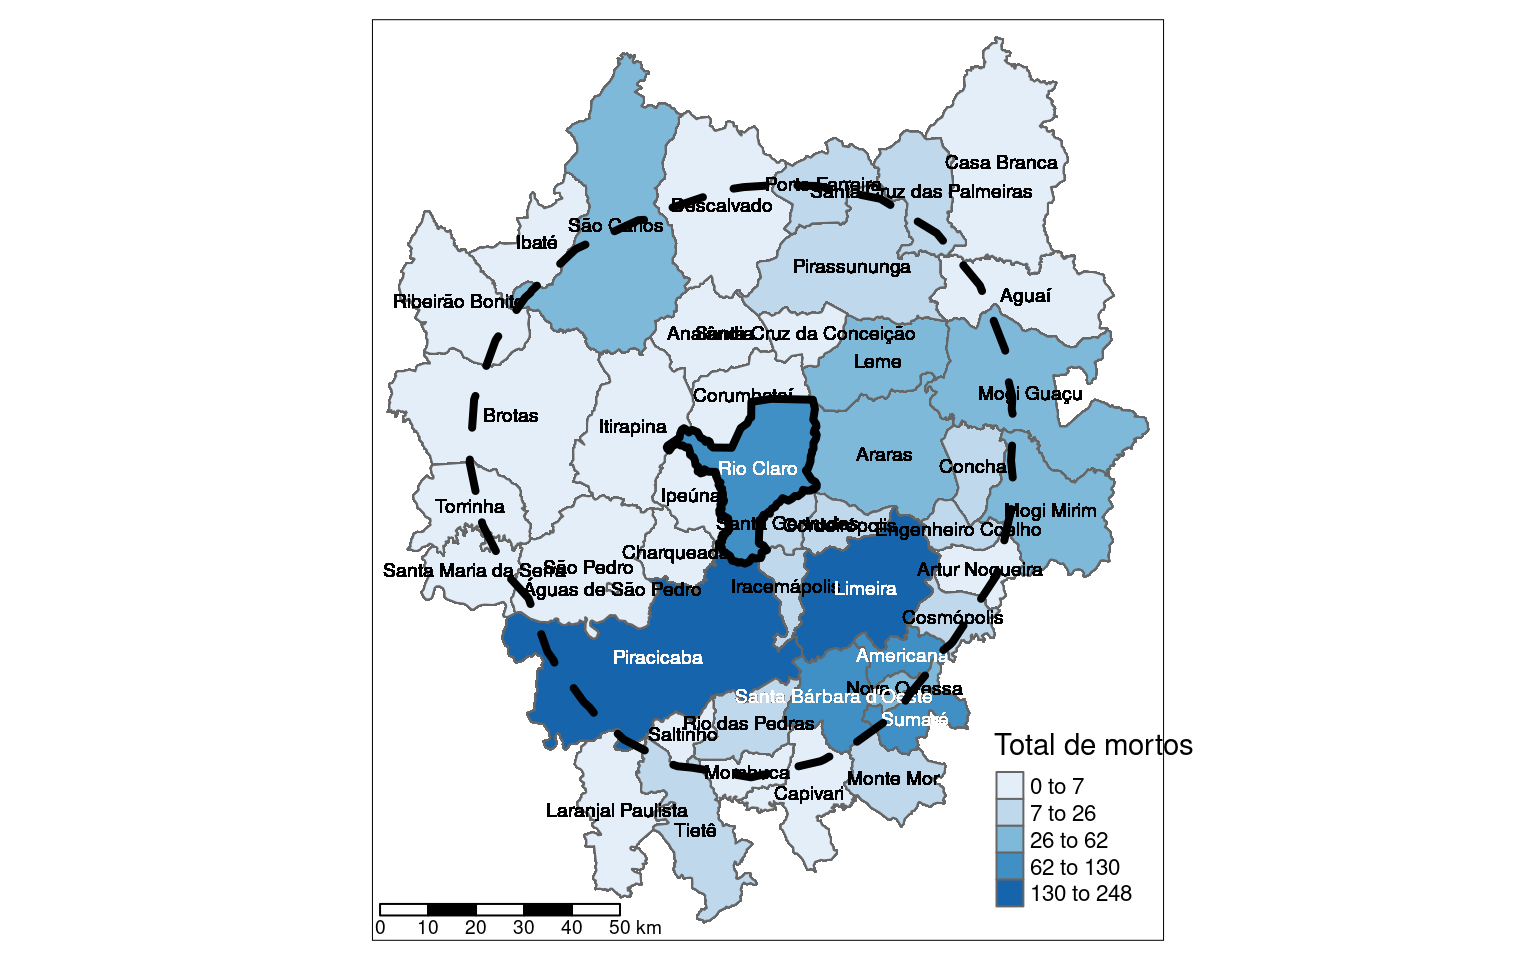 Casa Branca
Porto Ferreira
Santa Cruz das Palmeiras
Descalvado
São Carlos
Ibaté
Pirassununga
Aguaí
Ribeirão Bonito
Analândia
Santa Cruz da Conceição
Leme
Mogi Guaçu
Corumbataí
Brotas
Itirapina
Araras
Conchal
Rio Claro
Ipeúna
Torrinha
Mogi Mirim
Santa Gertrudes
Cordeirópolis
Engenheiro Coelho
Charqueada
São Pedro
Santa Maria da Serra
Artur Nogueira
Águas de São Pedro
Iracemápolis
Limeira
Cosmópolis
Piracicaba
Americana
Nova Odessa
Santa Bárbara d'Oeste
Sumaré
Rio das Pedras
Saltinho
Mombuca
Monte Mor
Capivari
Laranjal Paulista
Tietê
Total de mortos
0 to 7
7 to 26
26 to 62
62 to 130
130 to 248
0 10 20 30 40 50 km